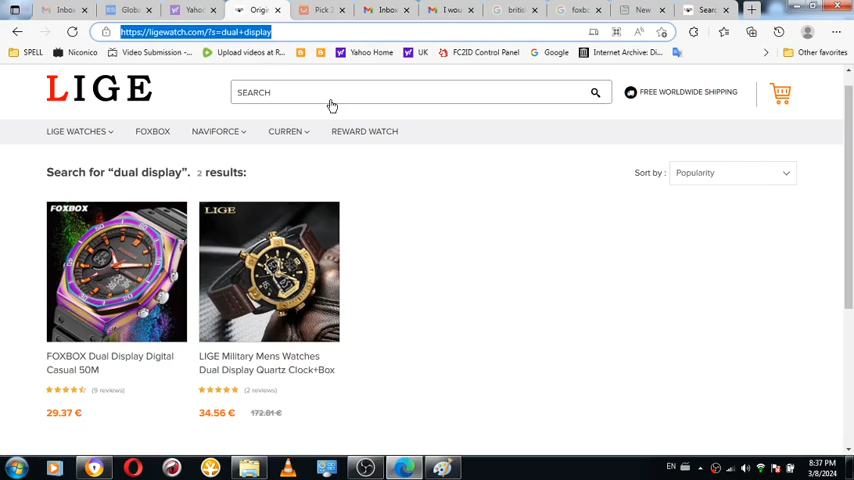 Inbox
Globa
Yahoo
Origi
Pick 2
Inbox
I wou
britis
foxbo
New
Searc
https://ligewatch.com/?s=dual+display
SPELL
Niconico
Video Submission -...
Upload videos at R...
Yahoo Home
UK
FC2ID Control Panel
Google
Internet Archive: Di...
Other favorites
LIGE
SEARCH
FREE WORLDWIDE SHIPPING
LIGE WATCHES
FOXBOX
NAVIFORCE
CURREN
REWARD WATCH
Search for “dual display”. 2 results:
Sort by :
Popularity
FOXBOX
LIGE
FOXBOX Dual Display Digital
Casual 50M
(9 reviews)
29.37 €
LIGE Military Mens Watches
Dual Display Quartz Clock+Box
(2 reviews)
34.56 € 172.81 €
EN
8:37 PM
3/8/2024